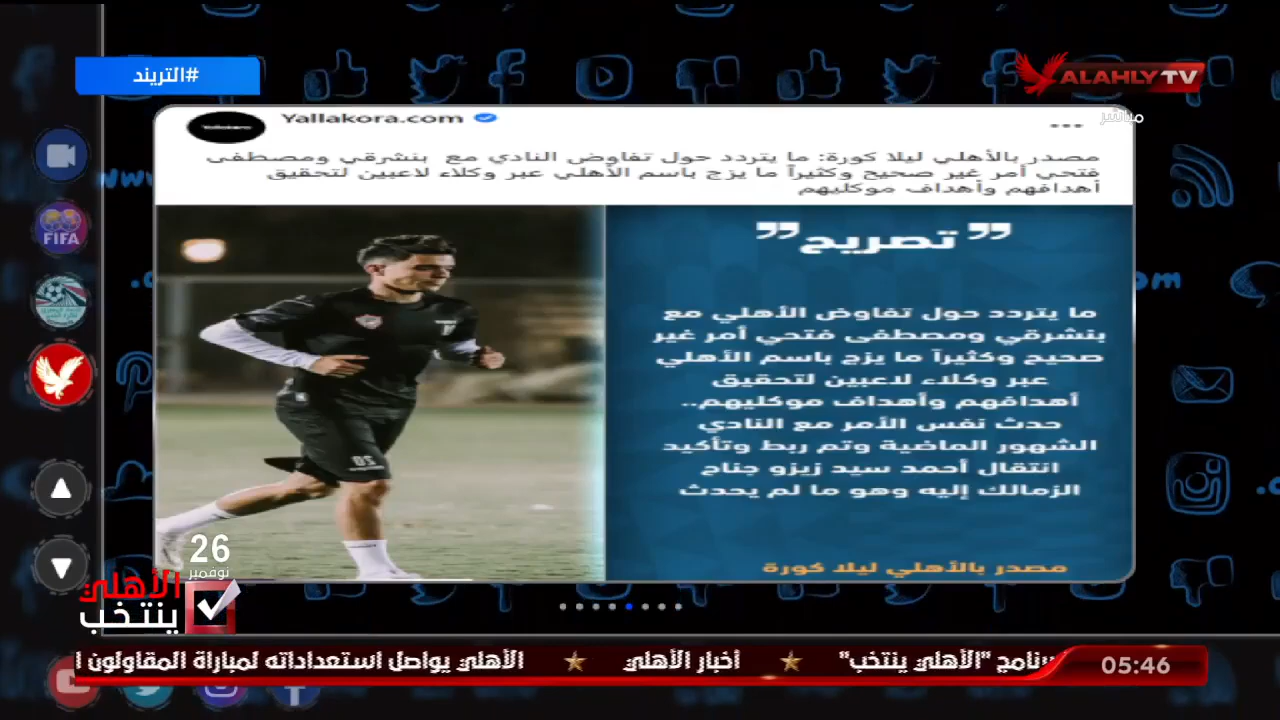 #التريند
ALAHLY TV
مباشر
Yallakora.com
مصدر بالأهلي ليلا كورة: ما يتردد حول تفاوض النادي مع بنشرقي ومصطفى
فتحي أمر غير صحيح وكثيراً ما يزج باسم الأهلي عبر وكلاء لاعبين لتحقيق
أهدافهم وأهداف موكليهم
” تصريح ”
ما يتردد حول تفاوض الأهلي مع
بنشرقي ومصطفى فتحي أمر غير
صحيح وكثيراً ما يزج باسم الأهلي
عبر وكلاء لاعبين لتحقيق
أهدافهم وأهداف موكليهم..
حدث نفس الأمر مع النادي
الشهور الماضية وتم ربط وتأكيد
انتقال أحمد سيد زيزو جناح
الزمالك إليه وهو ما لم يحدث
مصدر بالأهلي ليلا كورة
FIFA
26
نوفمبر
الأهلي
ينتخب
برنامج "الأهلي ينتخب" أخبار الأهلي الأهلي يواصل استعداداته لمباراة المقاولون ا
05:46